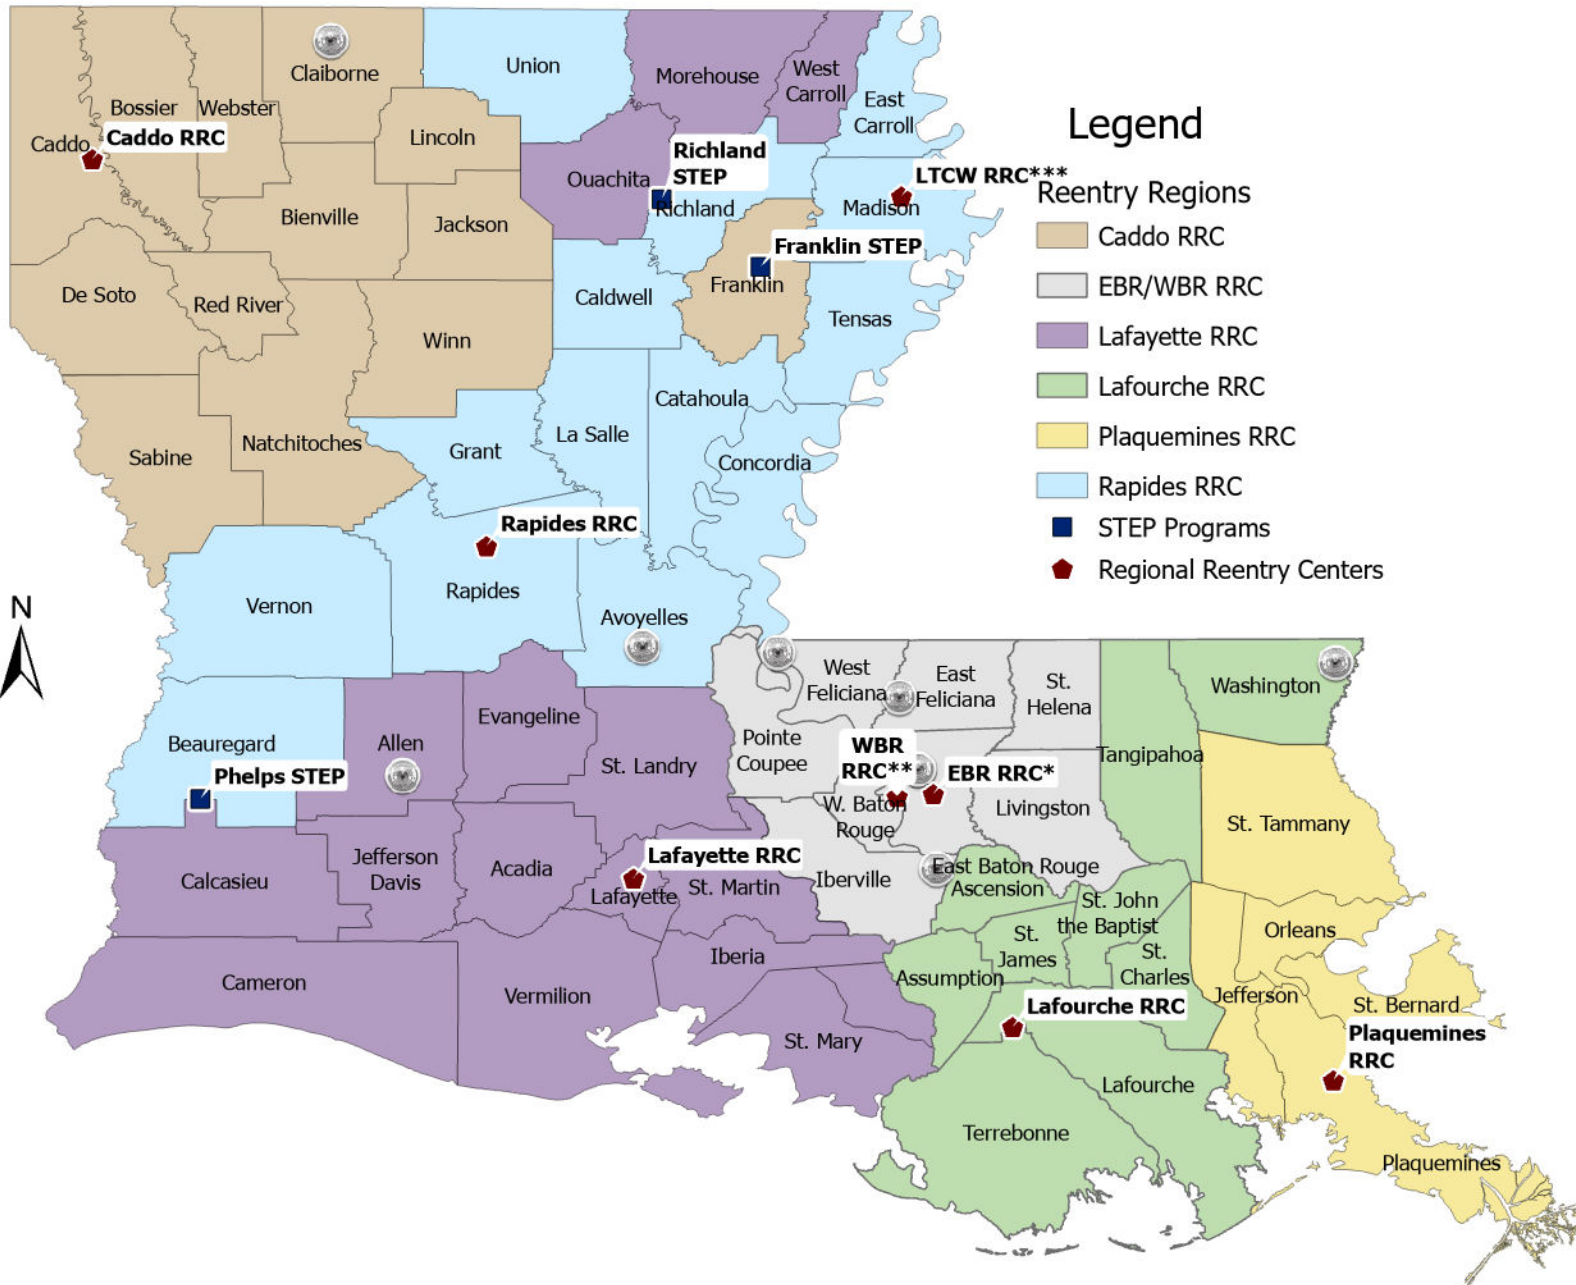 Claiborne
Union
Morehouse
West
Carroll
East
Carroll
Bossier
Webster
Caddo
Caddo RRC
Lincoln
Ouachita
Richland
STEP
Richland
LTCW RRC***
Madison
Bienville
Jackson
Franklin STEP
Franklin
De Soto
Red River
Winn
Caldwell
Tensas
Sabine
Natchitoches
Grant
La Salle
Catahoula
Concordia
Rapides RRC
Rapides
Vernon
Avoyelles
N
Legend
Reentry Regions
Caddo RRC
EBR/WBR RRC
Lafayette RRC
Lafourche RRC
Plaquemines RRC
Rapides RRC
STEP Programs
Regional Reentry Centers
Beauregard
Phelps STEP
Allen
Evangeline
St. Landry
Pointe
Coupee
West
Feliciana
East
Feliciana
St.
Helena
Tangipahoa
Washington
WBR
RRC**
EBR RRC*
W. Baton
Rouge
Livingston
St. Tammany
Calcasieu
Jefferson
Davis
Acadia
Lafayette RRC
Lafayette
St. Martin
Iberville
East Baton Rouge
Ascension
St. John
the Baptist
St.
James
St.
Charles
Assumption
Orleans
Jefferson
St. Bernard
Cameron
Vermilion
Iberia
St. Mary
Lafourche RRC
Lafourche
Terrebonne
Plaquemines
RRC
Plaquemines